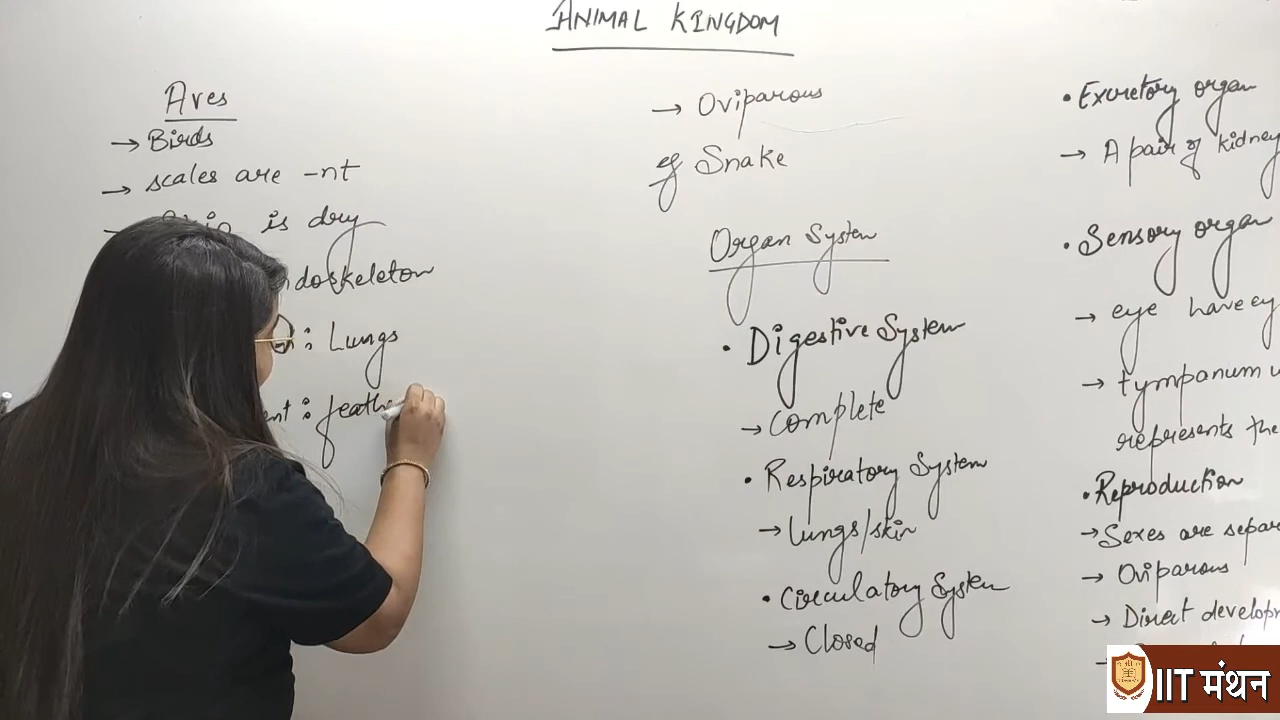 ANIMAL KINGDOM
Aves
→ Birds
→ scales are -nt
→ is dry
doskeleton
: Lungs
: feath
→ Oviparous
eg Snake
Organ System
• Digestive System
→ Complete
• Respiratory System
→ Lungs/skin
• Circulatory System
→ Closed
• Excretory organ
→ A pair of kidney
• Sensory organ
→ eye have ey
→ tympanum
represents the
• Reproduction
→ Sexes are separ
→ Oviparous
→ Direct developm
IIT मंथन